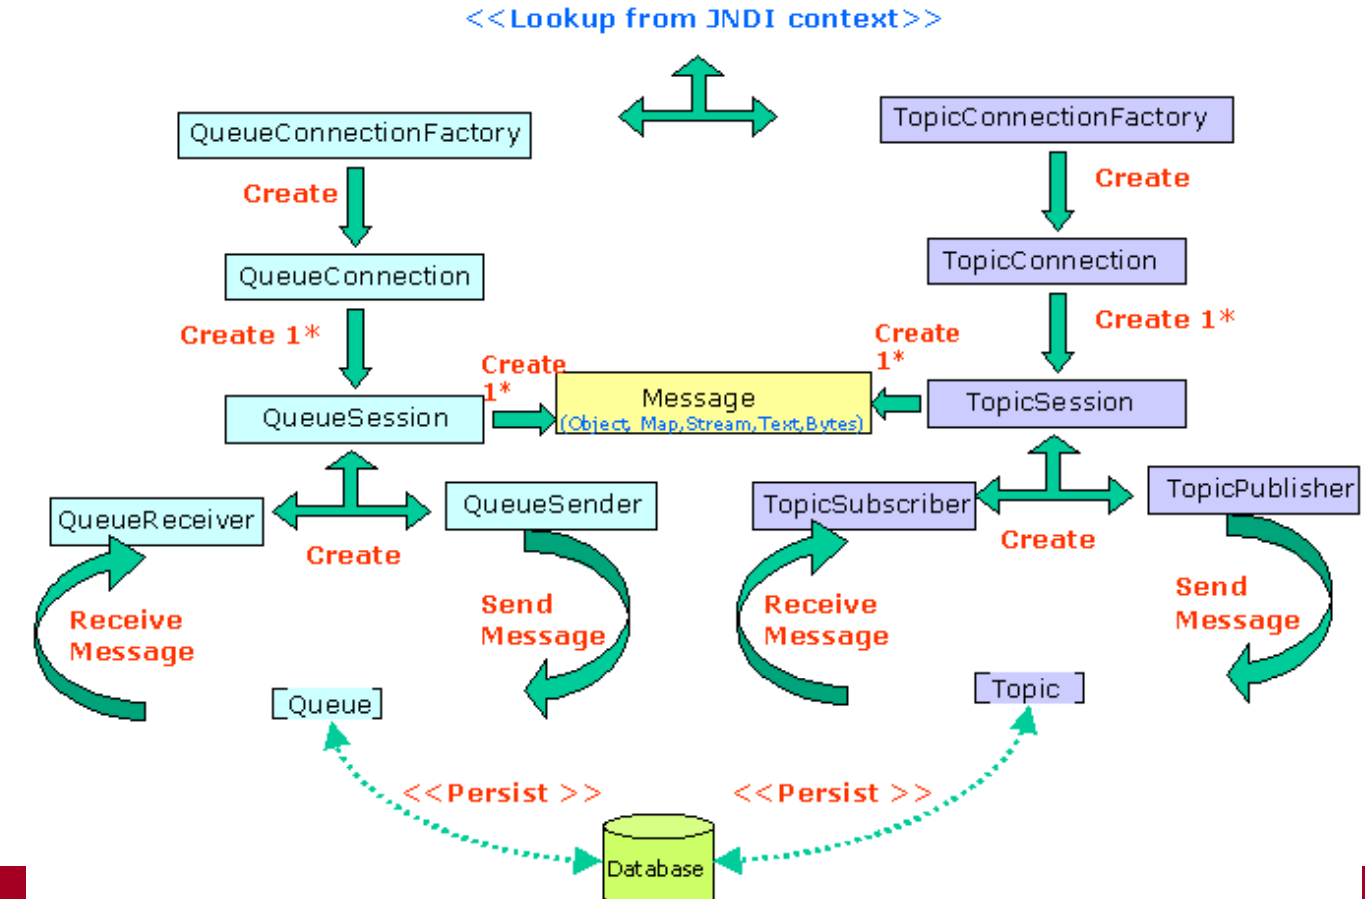 <<Lookup from JNDI context>>
QueueConnectionFactory
TopicConnectionFactory
Create
Create
QueueConnection
TopicConnection
Create 1*
Create 1*
Create
1*
Create
1*
Message
(Object, Map,Stream,Text,Bytes)
QueueSession
TopicSession
QueueReceiver
QueueSender
TopicSubscriber
TopicPublisher
Create
Create
Receive
Message
Send
Message
Receive
Message
Send
Message
[Queue]
[Topic]
<<Persist >>
<<Persist >>
Database